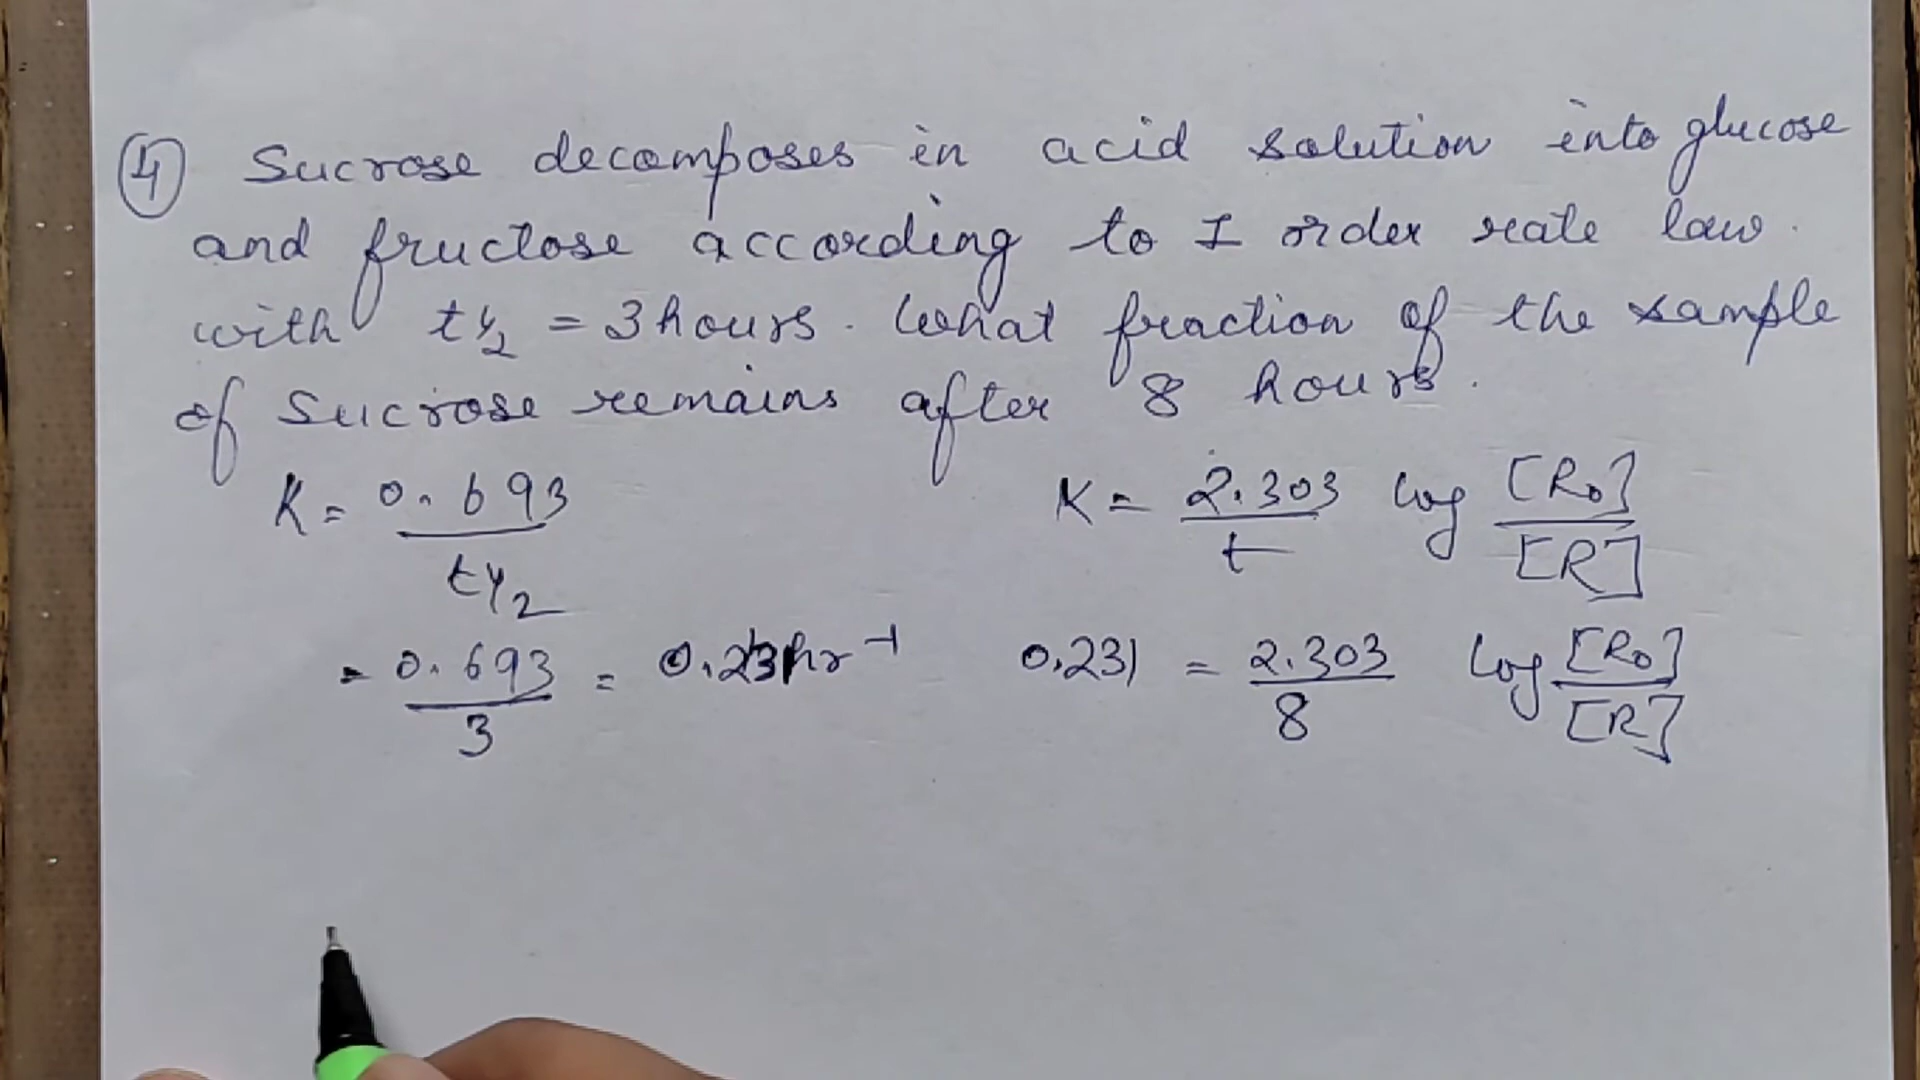 ④ Sucrose decomposes in acid solution into glucose
and fructose according to I order rate law.
with t½ = 3 hours. What fraction of the sample
of sucrose remains after 8 hours.
K = 0.693 / t½
K = 2.303 / t log [R₀] / [R]
= 0.693 / 3 = 0.231 hr⁻¹
0.231 = 2.303 / 8 log [R₀] / [R]